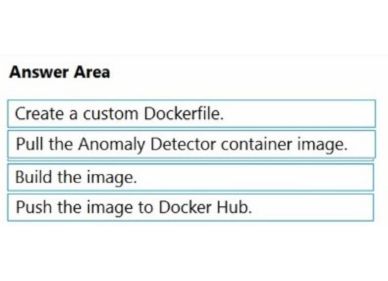 Answer Area
Create a custom Dockerfile.
Pull the Anomaly Detector container image.
Build the image.
Push the image to Docker Hub.